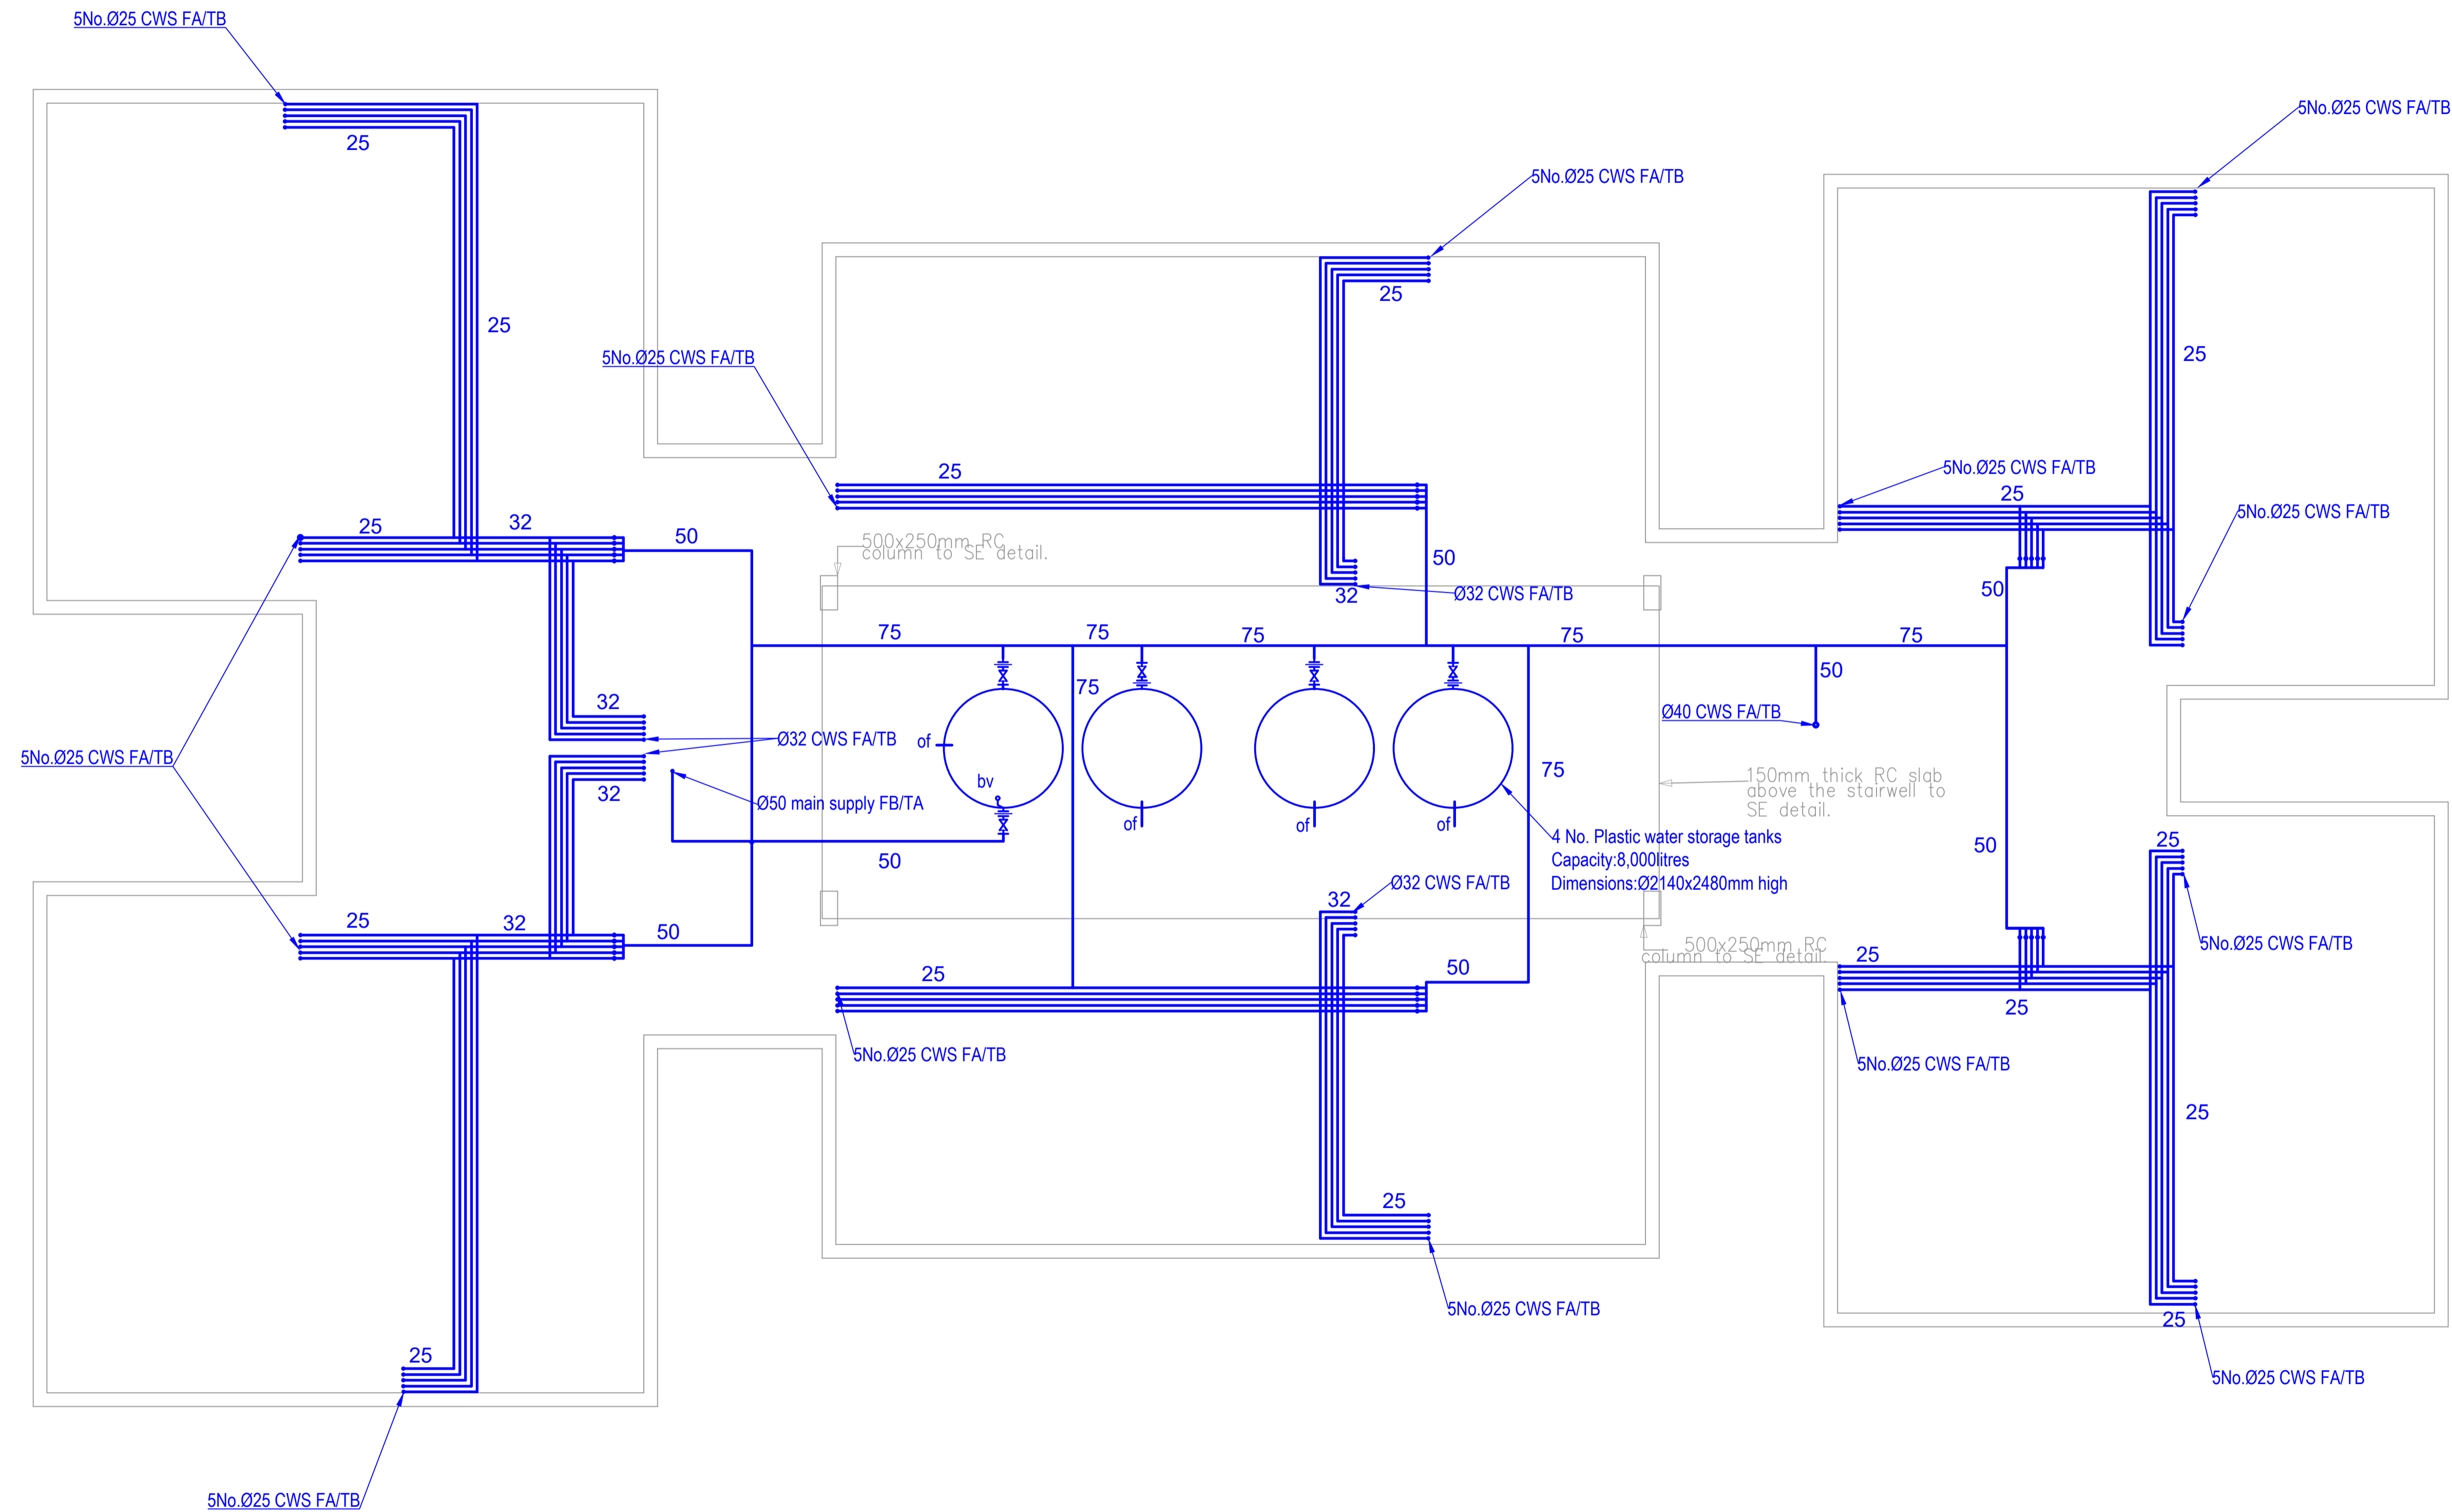 5No.Ø25 CWS FA/TB
5No.Ø25 CWS FA/TB
25
5No.Ø25 CWS FA/TB
25
25
25
5No.Ø25 CWS FA/TB
25
5No.Ø25 CWS FA/TB
25
25
5No.Ø25 CWS FA/TB
25
32
50
500x250mm RC
column to SE detail.
50
50
32
Ø32 CWS FA/TB
75
75
75
75
75
50
75
32
Ø40 CWS FA/TB
of
Ø32 CWS FA/TB
5No.Ø25 CWS FA/TB
75
150mm thick RC slab
above the stairwell to
SE detail.
bv
32
Ø50 main supply FB/TA
of
of
of
4 No. Plastic water storage tanks
Capacity:8,000litres
Dimensions:Ø2140x2480mm high
50
50
25
Ø32 CWS FA/TB
32
25
32
50
5No.Ø25 CWS FA/TB
500x250mm RC
column to SE detail.
25
25
50
25
5No.Ø25 CWS FA/TB
5No.Ø25 CWS FA/TB
25
25
5No.Ø25 CWS FA/TB
25
25
5No.Ø25 CWS FA/TB
5No.Ø25 CWS FA/TB